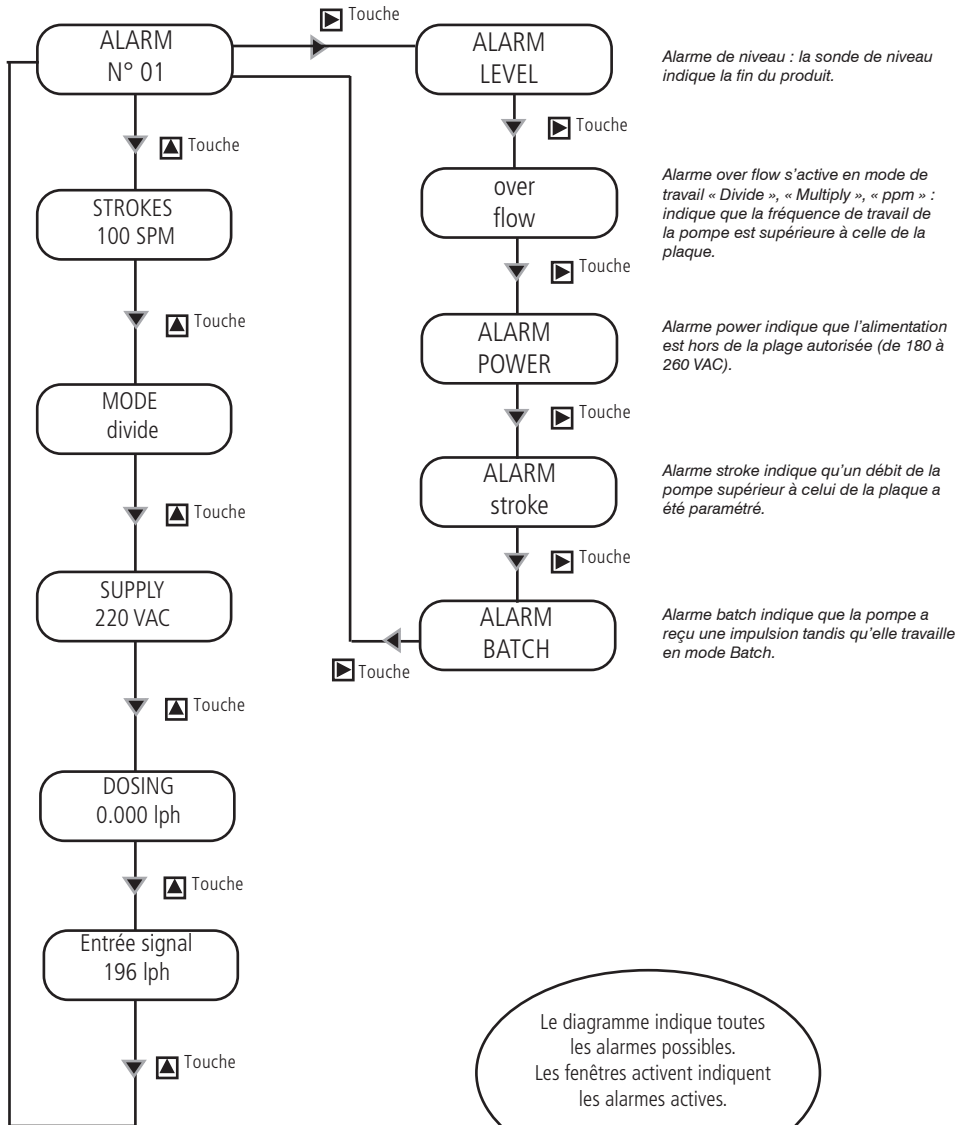 Touche
ALARM
N° 01
ALARM
LEVEL
Alarme de niveau : la sonde de niveau
indique la fin du produit.
Touche
Touche
STROKES
100 SPM
over
flow
Alarme over flow s’active en mode de
travail « Divide », « Multiply », « ppm » :
indique que la fréquence de travail de
la pompe est supérieure à celle de la
plaque.
Touche
Touche
ALARM
POWER
Alarme power indique que l’alimentation
est hors de la plage autorisée (de 180 à
260 VAC).
MODE
divide
Touche
ALARM
stroke
Alarme stroke indique qu’un débit de la
pompe supérieur à celui de la plaque a
été paramétré.
Touche
Touche
SUPPLY
220 VAC
ALARM
BATCH
Alarme batch indique que la pompe a
reçu une impulsion tandis qu’elle travaille
en mode Batch.
Touche
Touche
DOSING
0.000 lph
Touche
Entrée signal
196 lph
Touche
Le diagramme indique toutes
les alarmes possibles.
Les fenêtres activent indiquent
les alarmes actives.